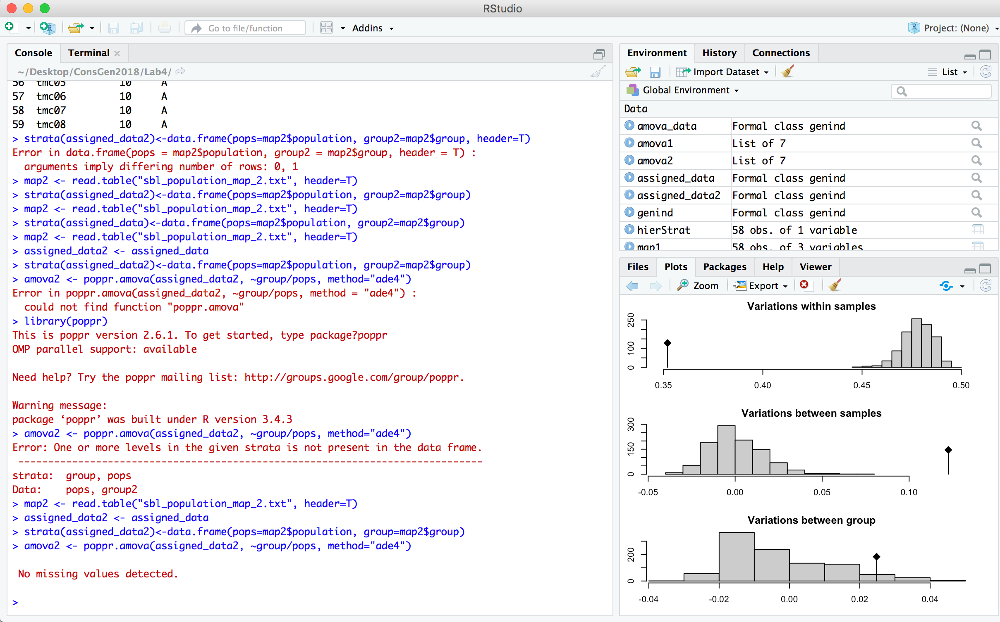 RStudio
Go to file/function
Addins
Project: (None)
Console Terminal
~/Desktop/ConsGen2018/Lab4/
56 tmc05 10 A
57 tmc06 10 A
58 tmc07 10 A
59 tmc08 10 A
> strata(assigned_data2)<-data.frame(pops=map2$population, group2=map2$group, header=T)
Error in data.frame(pops = map2$population, group2 = map2$group, header = T) :
arguments imply differing number of rows: 0, 1
> map2 <- read.table("sbl_population_map_2.txt", header=T)
> strata(assigned_data2)<-data.frame(pops=map2$population, group2=map2$group)
> map2 <- read.table("sbl_population_map_2.txt", header=T)
> strata(assigned_data)<-data.frame(pops=map2$population, group2=map2$group)
> map2 <- read.table("sbl_population_map_2.txt", header=T)
> assigned_data2 <- assigned_data
> strata(assigned_data2)<-data.frame(pops=map2$population, group2=map2$group)
> amova2 <- poppr.amova(assigned_data2, ~group/pops, method="ade4")
Error in poppr.amova(assigned_data2, ~group/pops, method = "ade4") :
could not find function "poppr.amova"
> library(poppr)
This is poppr version 2.6.1. To get started, type package?poppr
OMP parallel support: available
Need help? Try the poppr mailing list: http://groups.google.com/group/poppr.
Warning message:
package ‘poppr’ was built under R version 3.4.3
> amova2 <- poppr.amova(assigned_data2, ~group/pops, method="ade4")
Error: One or more levels in the given strata is not present in the data frame.
------------------------------------------------------------------------------
strata: group, pops
Data: pops, group2
> map2 <- read.table("sbl_population_map_2.txt", header=T)
> assigned_data2 <- assigned_data
> strata(assigned_data2)<-data.frame(pops=map2$population, group=map2$group)
> amova2 <- poppr.amova(assigned_data2, ~group/pops, method="ade4")
No missing values detected.
>
Environment History Connections
Import Dataset List
Global Environment
Data
amova_data Formal class genind
amova1 List of 7
amova2 List of 7
assigned_data Formal class genind
assigned_data2 Formal class genind
genind Formal class genind
hierStrat 58 obs. of 1 variable
map1 58 obs. of 3 variables
Files Plots Packages Help Viewer
Zoom Export
Variations within samples
250
100
0
0.35 0.40 0.45 0.50
Variations between samples
300
150
0
-0.05 0.00 0.05 0.10
Variations between group
200
0
-0.04 -0.02 0.00 0.02 0.04